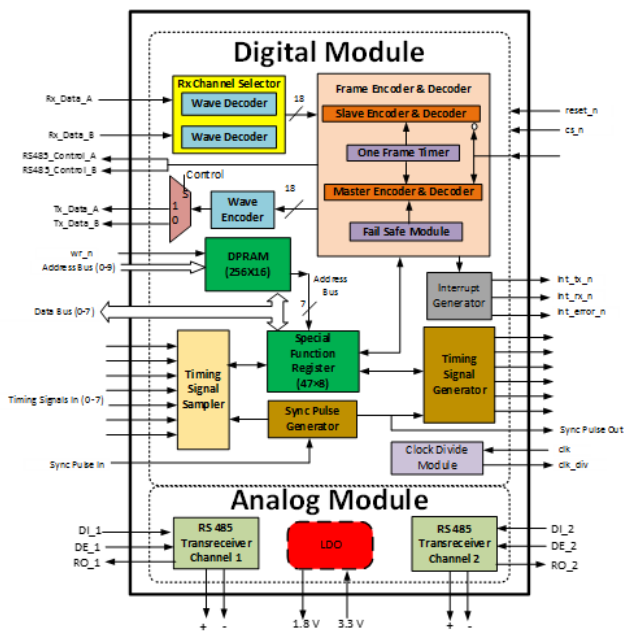 Digital Module
Rx Channel Selector
Wave Decoder
Wave Decoder
18
Frame Encoder & Decoder
Slave Encoder & Decoder
One Frame Timer
Master Encoder & Decoder
Fail Safe Module
Rx_Data_A
Rx_Data_B
RS485_Control_A
RS485_Control_B
Tx_Data_A
Tx_Data_B
Control
S
1
0
Wave
Encoder
18
reset_n
cs_n
wr_n
Address Bus (0-9)
DPRAM
(256X16)
Address
Bus
7
Data Bus (0-7)
Interrupt
Generator
Int_tx_n
Int_rx_n
Int_error_n
Timing
Signal
Sampler
Special
Function
Register
(47×8)
Timing
Signal
Generator
Timing Signals In (0-7)
Sync Pulse
Generator
Sync Pulse Out
Sync Pulse In
Clock Divide
Module
clk
clk_div
Analog Module
DI_1
DE_1
RO_1
RS 485
Transreceiver
Channel 1
LDO
RS 485
Transreceiver
Channel 2
DI_2
DE_2
RO_2
+ -
1.8 V
3.3 V
+ -